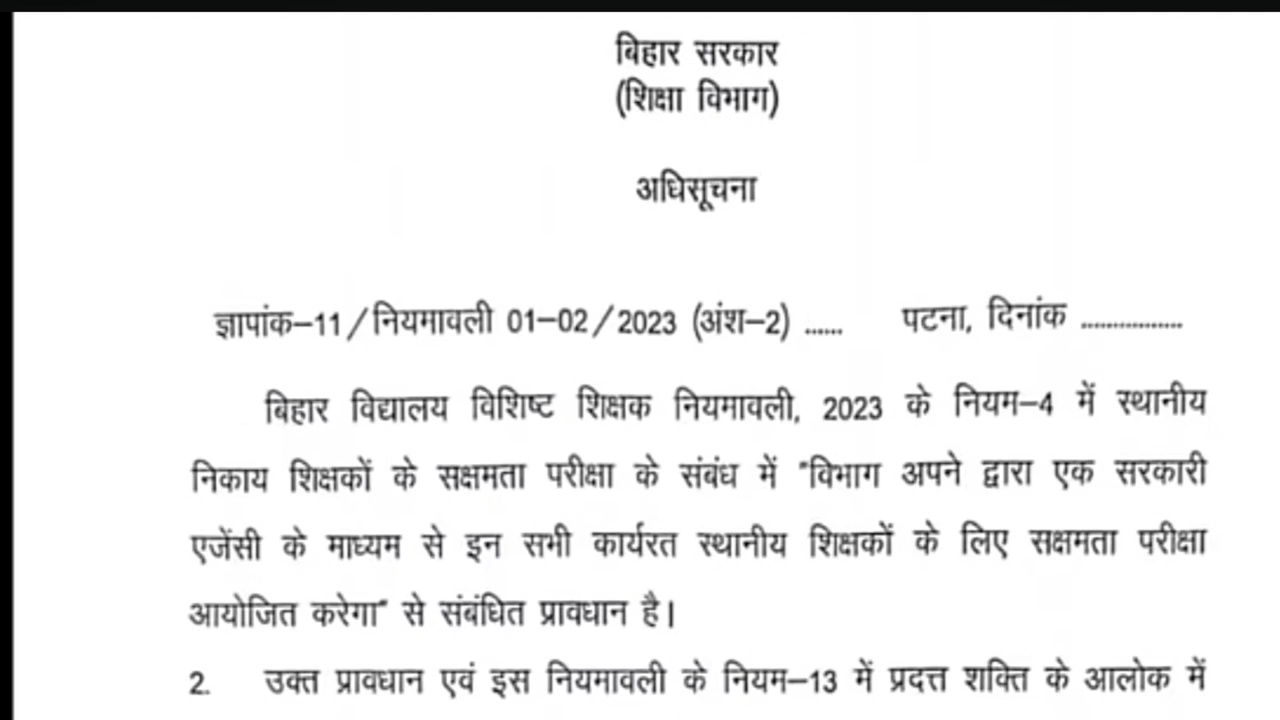 बिहार सरकार
(शिक्षा विभाग)
अधिसूचना
ज्ञापांक–11/नियमावली 01–02/2023 (अंश–2) ...... पटना, दिनांक ................
बिहार विद्यालय विशिष्ट शिक्षक नियमावली, 2023 के नियम–4 में स्थानीय
निकाय शिक्षकों के सक्षमता परीक्षा के संबंध में "विभाग अपने द्वारा एक सरकारी
एजेंसी के माध्यम से इन सभी कार्यरत स्थानीय शिक्षकों के लिए सक्षमता परीक्षा
आयोजित करेगा" से संबंधित प्रावधान है।
2. उक्त प्रावधान एवं इस नियमावली के नियम–13 में प्रदत्त शक्ति के आलोक में